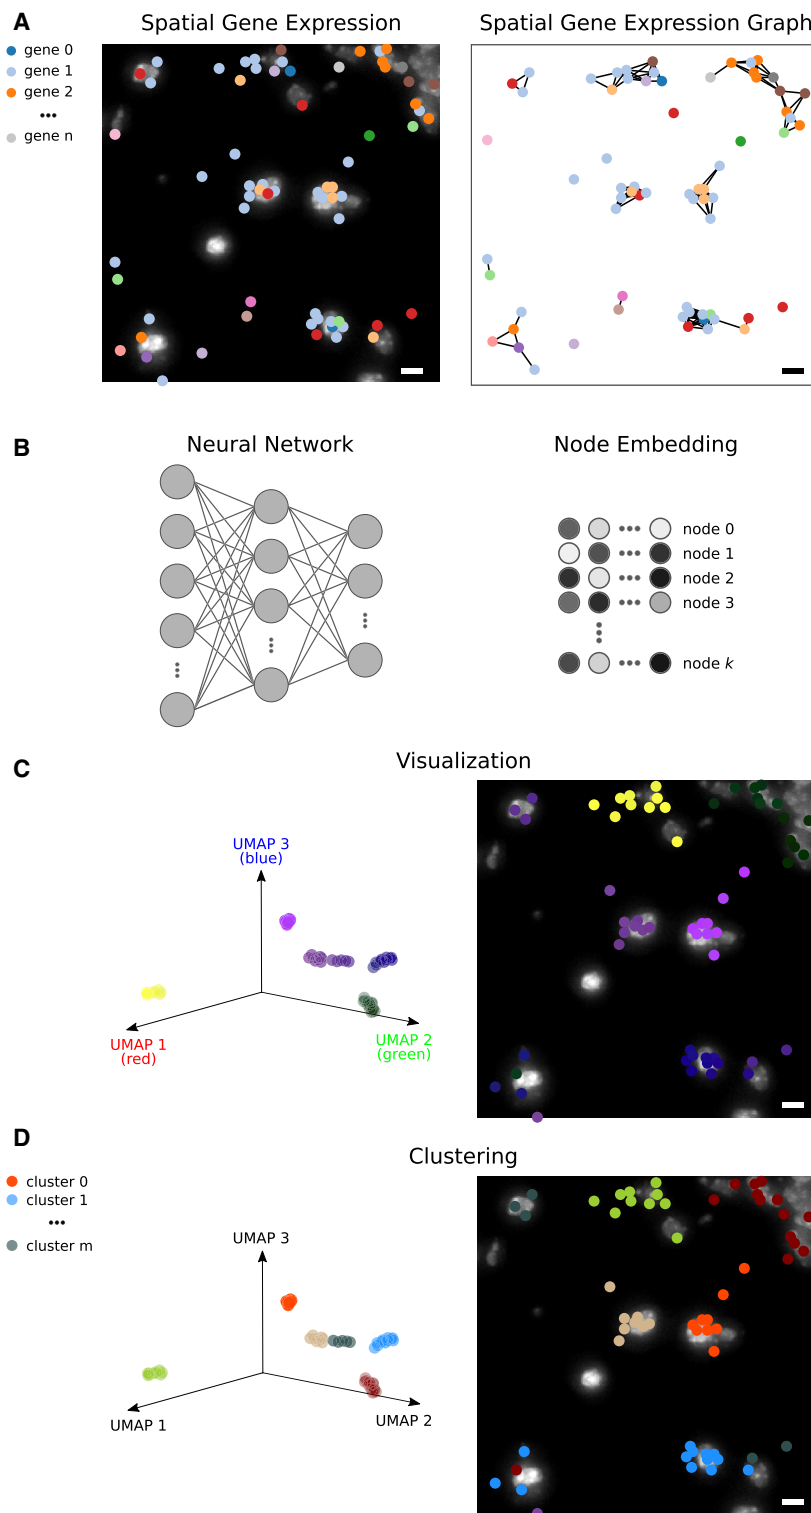 A
Spatial Gene Expression
Spatial Gene Expression Graph
gene 0
gene 1
gene 2
•••
gene n
B
Neural Network
Node Embedding
node 0
node 1
node 2
node 3
node k
C
Visualization
UMAP 3
(blue)
UMAP 1
(red)
UMAP 2
(green)
D
Clustering
cluster 0
cluster 1
•••
cluster m
UMAP 3
UMAP 1
UMAP 2